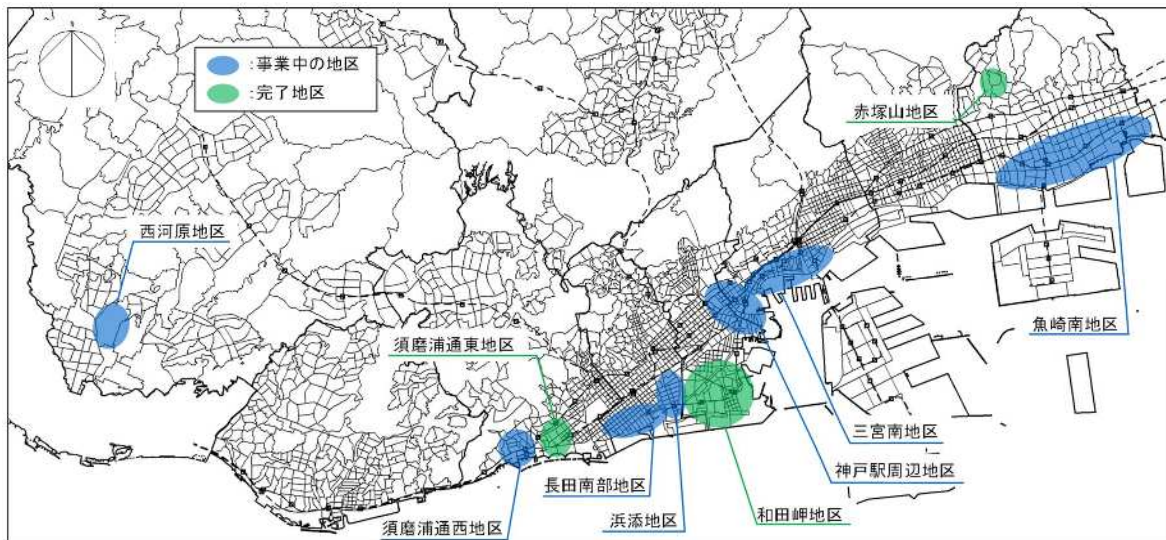 :事業中の地区
:完了地区
赤塚山地区
西河原地区
魚崎南地区
須磨浦通東地区
三宮南地区
神戸駅周辺地区
長田南部地区
和田岬地区
浜添地区
須磨浦通西地区